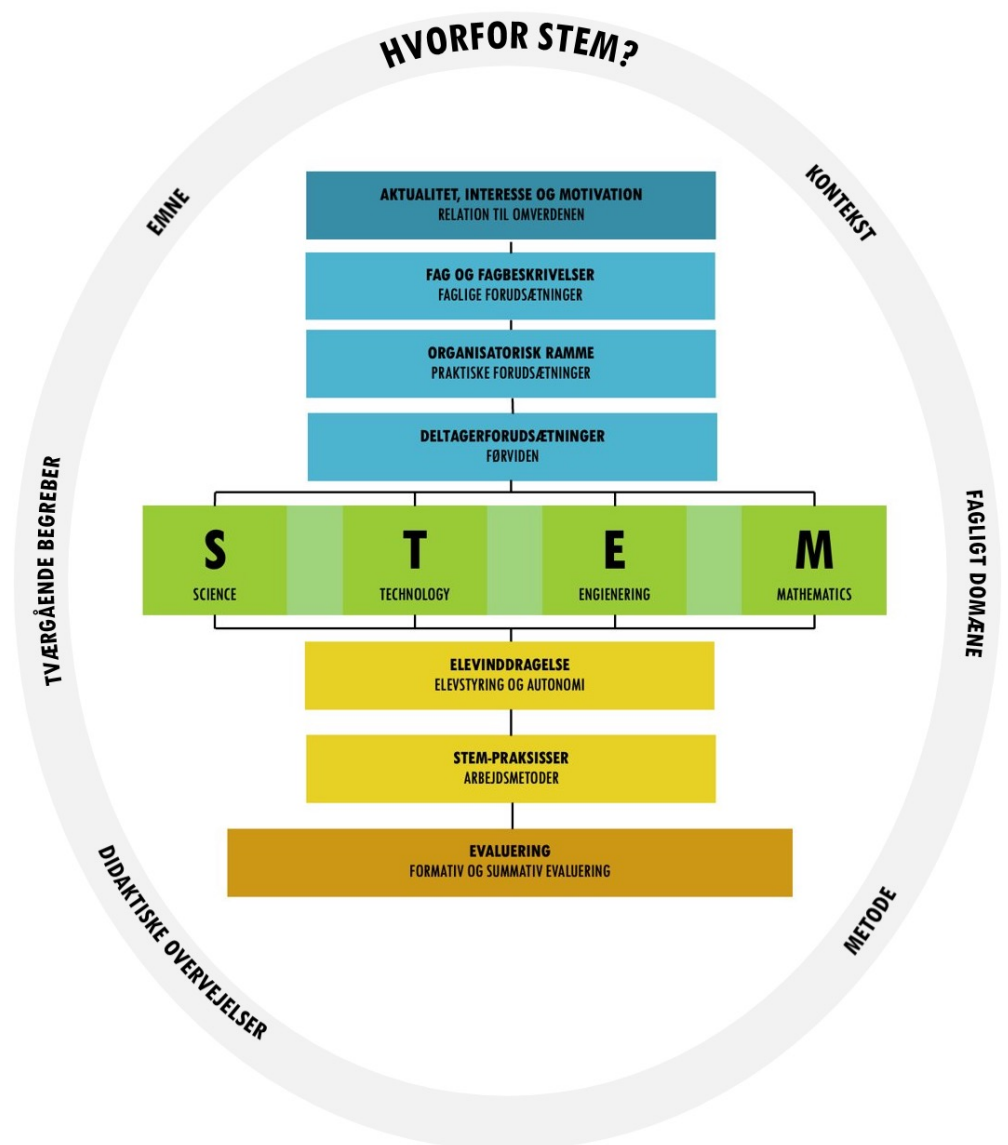 HVORFOR STEM?
EMNE
KONTEKST
AKTUALITET, INTERESSE OG MOTIVATION
RELATION TIL OMVERDENEN
FAG OG FAGBESKRIVELSER
FAGLIGE FORUDSÆTNINGER
ORGANISATORISK RAMME
PRAKTISKE FORUDSÆTNINGER
DELTAGERFORUDSÆTNINGER
FØRVIDEN
TVÆRGÅENDE BEGREBER
FAGLIGT DOMÆNE
S
SCIENCE
T
TECHNOLOGY
E
ENGIENERING
M
MATHEMATICS
ELEVINDDRAGELSE
ELEVSTYRING OG AUTONOMI
STEM-PRAKSISSER
ARBEJDSMETODER
EVALUERING
FORMATIV OG SUMMATIV EVALUERING
DIDAKTISKE OVERVEJELSER
METODE